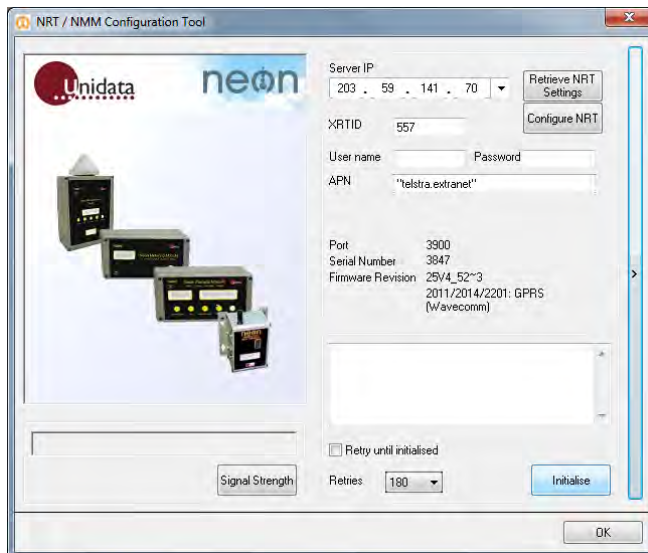 NRT / NMM Configuration Tool
Unidata
neon
Server IP
203 . 59 . 141 . 70
Retrieve NRT
Settings
XRTID 557
Configure NRT
User name Password
APN "telstra.extranet"
Port 3900
Serial Number 3847
Firmware Revision 25V4_52~3
2011/2014/2201: GPRS
(Wavecomm)
Retry until initialised
Signal Strength
Retries 180
Initialise
OK